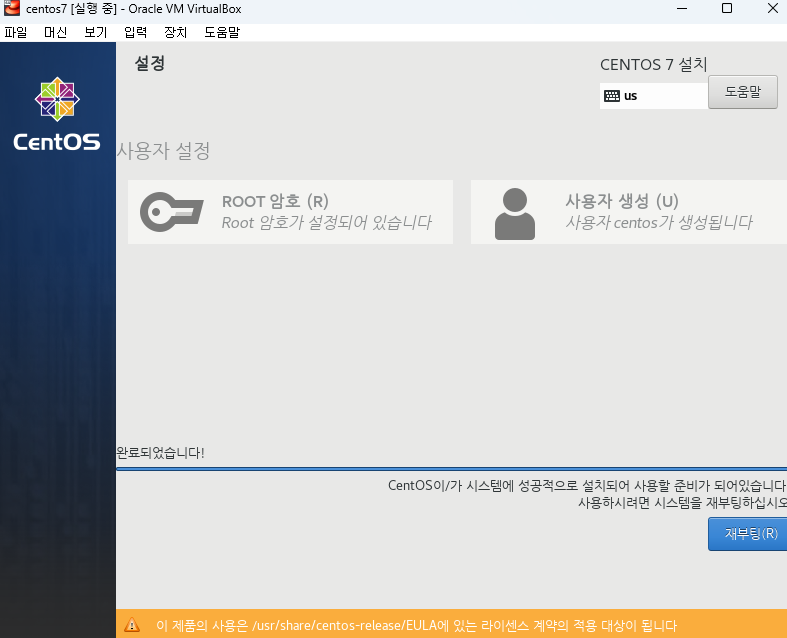 centos7 [실행 중] - Oracle VM VirtualBox
파일 머신 보기 입력 장치 도움말
설정
CENTOS 7 설치
us
도움말
CentOS
사용자 설정
ROOT 암호 (R)
Root 암호가 설정되어 있습니다
사용자 생성 (U)
사용자 centos가 생성됩니다
완료되었습니다!
CentOS이/가 시스템에 성공적으로 설치되어 사용할 준비가 되어있습니다
사용하시려면 시스템을 재부팅하십시오
재부팅(R)
이 제품의 사용은 /usr/share/centos-release/EULA에 있는 라이센스 계약의 적용 대상이 됩니다